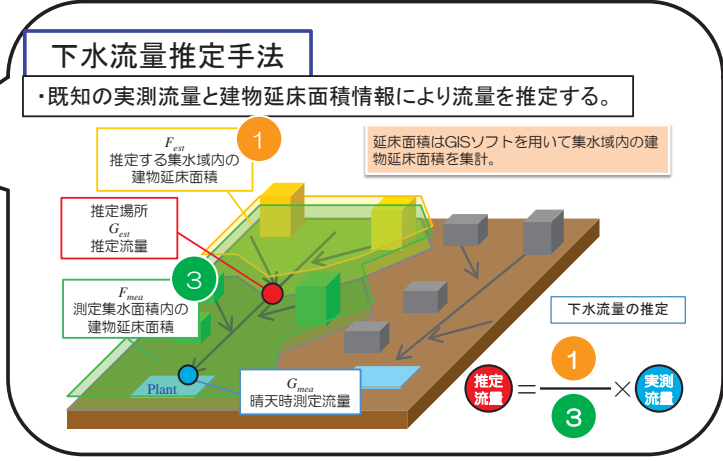 下水流量推定手法
・既知の実測流量と建物延床面積情報により流量を推定する。
F_est
推定する集水域内の
建物延床面積
1
延床面積はGISソフトを用いて集水域内の建
物延床面積を集計。
推定場所
G_est
推定流量
3
F_mea
測定集水面積内の
建物延床面積
Plant
G_mea
晴天時測定流量
下水流量の推定
推定
流量
=
1
3
×
実測
流量